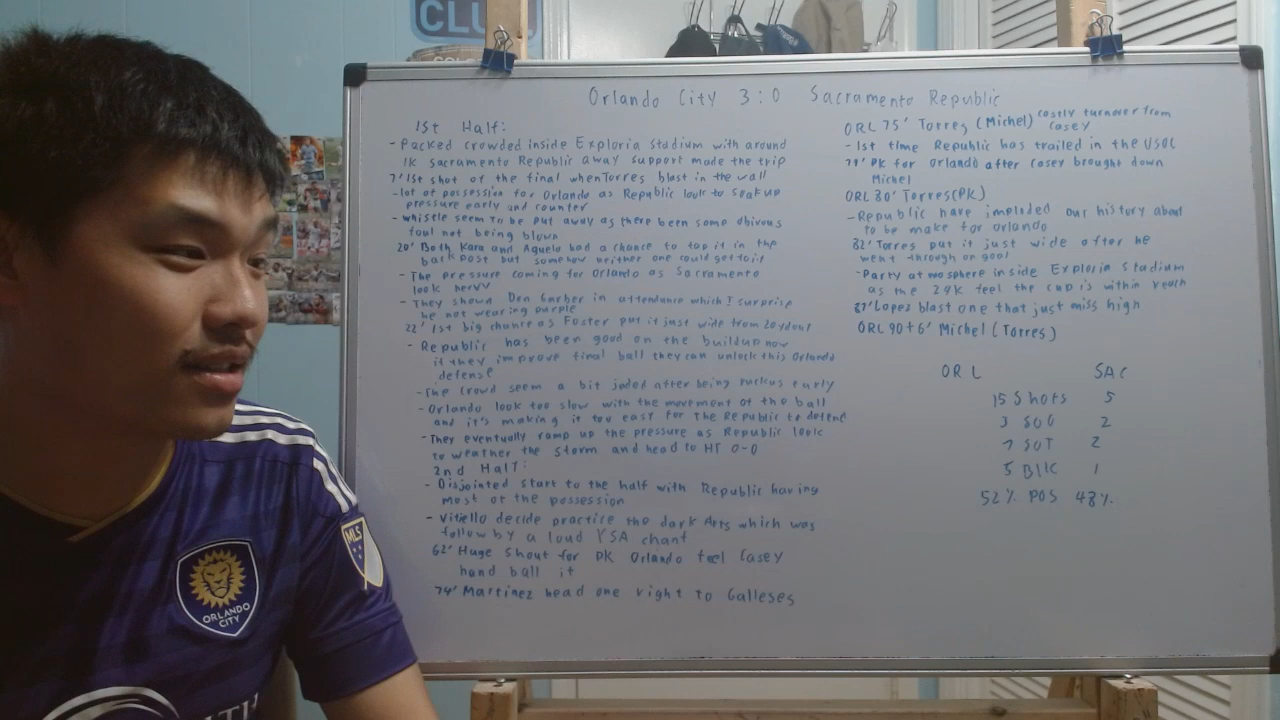 CLU
Orlando City 3:0 Sacramento Republic
1st Half:
- Packed crowded inside Exploria Stadium with around
1K Sacramento Republic away support made the trip
7' 1st shot of the final when Torres blast in the wall
- lot of possession for Orlando as Republic look to soak up
pressure early and counter
- whistle seem to be put away as there been some obivous
foul not being blown
20' Both Kara and Aguelo had a chance to tap it in the
back post but somehow neither one could get to it
- The pressure coming for Orlando as Sacramento
look nervy
- They shown Don Garber in attendance which I surprise
he not wearing purple
22' 1st big chance as Foster put it just wide from 20 yd out
- Republic has been good on the buildup now
if they improve final ball they can unlock this Orlando
defense
- The crowd seem a bit jaded after being ruckus early
- Orlando look too slow with the movement of the ball
and it's making it too easy for the Republic to defend
- They eventually ramp up the pressure as Republic look
to weather the storm and head to HT 0-0
2nd Half:
- Disjointed start to the half with Republic having
most of the possession
- Vitiello decide practice the dark Arts which was
follow by a loud YSA chant
62' Huge shout for PK Orlando feel Casey
hand ball it
74' Martinez head one right to Galleses
ORL 75' Torres (Michel) costly turnover from
Casey
- 1st time Republic has trailed in the USOC
79' PK for Orlando after Casey brought down
Michel
ORL 80' Torres (PK)
- Republic have imploded our history about
to be make for Orlando
82' Torres put it just wide after he
went through on goal
- Party atmosphere inside Exploria Stadium
as the 24K feel the cup is within reach
87' Lopes blast one that just miss high
ORL 90+6' Michel (Torres)
ORL SAC
15 Shots 5
3 SOG 2
7 SOT 2
5 Blk 1
52% POS 48%
MLS
ORLANDO
CITY